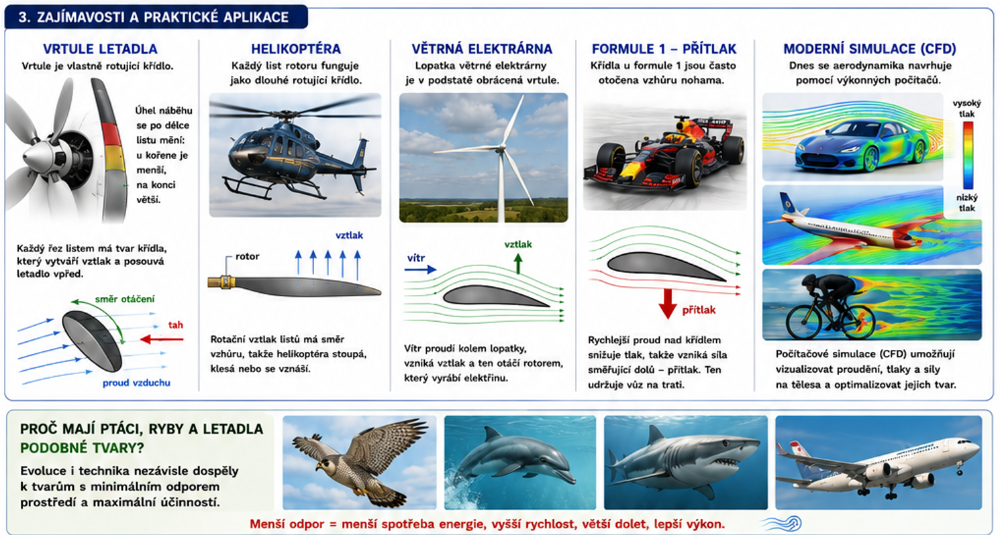 3. ZAJÍMAVOSTI A PRAKTICKÉ APLIKACE
VRTULE LETADLA
Vrtule je vlastně rotující křídlo.
Úhel náběhu
se po délce
listu mění:
u kořene je
menší,
na konci
větší.
Každý řez listem má tvar křídla,
který vytváří vztlak a posouvá
letadlo vpřed.
směr otáčení
tah
proud vzduchu
HELIKOPTÉRA
Každý list rotoru funguje
jako dlouhé rotující křídlo.
vztlak
rotor
Rotační vztlak listů má směr
vzhůru, takže helikoptéra stoupá,
klesá nebo se vznáší.
VĚTRNÁ ELEKTRÁRNA
Lopatka větrné elektrárny
je v podstatě obrácená vrtule.
vztlak
vítr
Vítr proudí kolem lopatky,
vzniká vztlak a ten otáčí rotorem,
který vyrábí elektřinu.
FORMULE 1 – PŘÍTLAK
Křídla u formule 1 jsou často
otočena vzhůru nohama.
přítlak
Rychlejší proud nad křídlem
snižuje tlak, takže vzniká síla
směřující dolů – přítlak. Ten
udržuje vůz na trati.
MODERNÍ SIMULACE (CFD)
Dnes se aerodynamika navrhuje
pomocí výkonných počítačů.
vysoký
tlak
nizký
tlak
Počítačové simulace (CFD) umožňují
vizualizovat proudění, tlaky a síly
na tělesa a optimalizovat jejich tvar.
PROČ MAJÍ PTÁCI, RYBY A LETADLA
PODOBNÉ TVARY?
Evoluce i technika nezávisle dospěly
k tvarům s minimálním odporem
prostředí a maximální účinností.
Menší odpor = menší spotřeba energie, vyšší rychlost, větší dolet, lepší výkon.